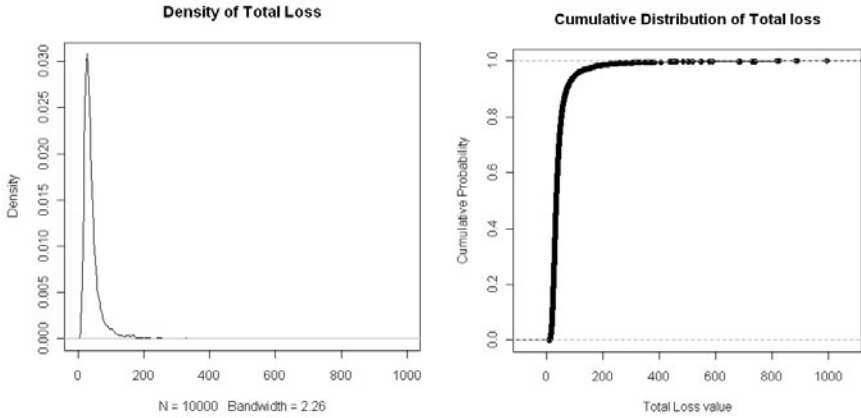 Density of Total Loss
Density
0.030
0.025
0.020
0.015
0.010
0.005
0.000
0 200 400 600 800 1000
N = 10000 Bandwidth = 2.26
Cumulative Distribution of Total loss
Cumulative Probability
1.0
0.8
0.6
0.4
0.2
0.0
0 200 400 600 800 1000
Total Loss value